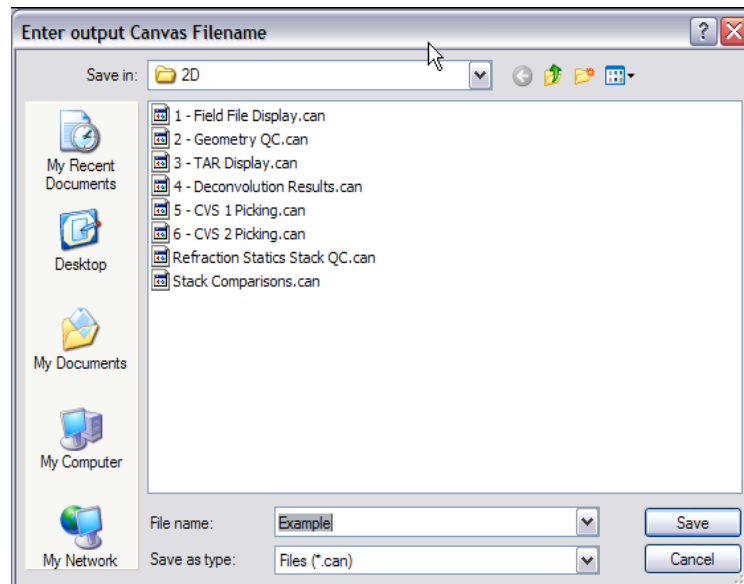 Enter output Canvas Filename
Save in:
2D
My Recent
Documents
Desktop
My Documents
My Computer
My Network
1 - Field File Display.can
2 - Geometry QC.can
3 - TAR Display.can
4 - Deconvolution Results.can
5 - CVS 1 Picking.can
6 - CVS 2 Picking.can
Refraction Statics Stack QC.can
Stack Comparisons.can
File name:
Example
Save
Save as type:
Files (*.can)
Cancel